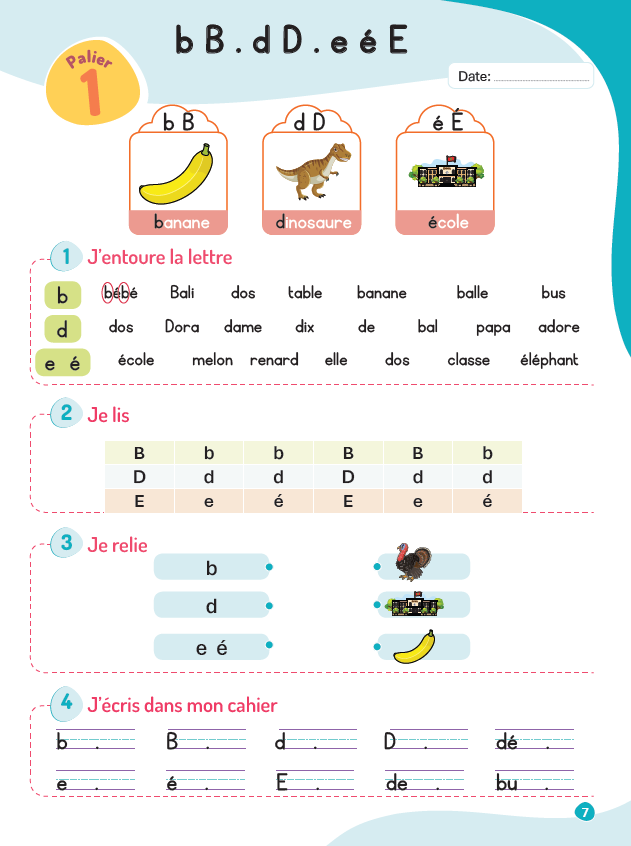 b B . d D . e é E
Palier
1
Date:
b B d D é É
banane dinosaure école
1 J'entoure la lettre
b bébé Bali dos table banane balle bus
d dos Dora dame dix de bal papa adore
e é école melon renard elle dos classe éléphant
2 Je lis
B b b B B b
D d d D d d
E e é E e é
3 Je relie
b
d
e é
4 J'écris dans mon cahier
b . B . d . D . dé .
e . é . E . de . bu .
7